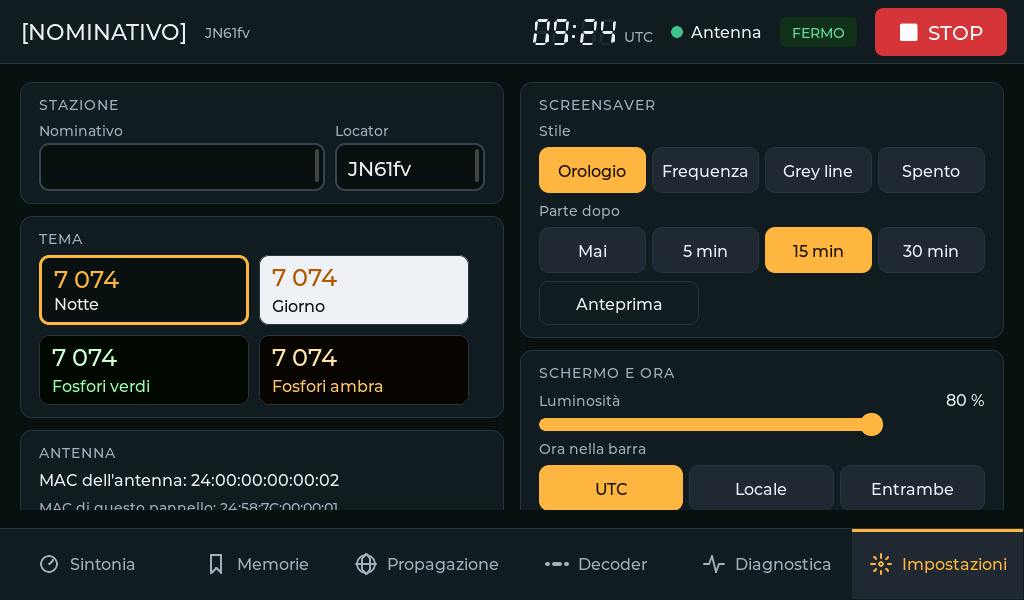 [NOMINATIVO] JN61fv 09:24 UTC Antenna FERMO STOP
STAZIONE
Nominativo Locator
JN61fv
TEMA
7 074 7 074
Notte Giorno
7 074 7 074
Fosfori verdi Fosfori ambra
ANTENNA
MAC dell'antenna: 24:00:00:00:00:02
MAC di questo pannello: 24:58:7C:00:00:01
SCREENSAVER
Stile
Orologio Frequenza Grey line Spento
Parte dopo
Mai 5 min 15 min 30 min
Anteprima
SCHERMO E ORA
Luminosità 80 %
Ora nella barra
UTC Locale Entrambe
Sintonia Memorie Propagazione Decoder Diagnostica Impostazioni